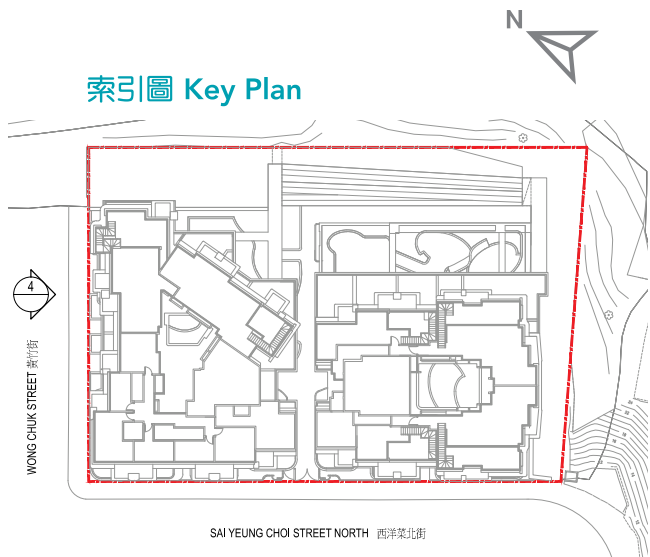 N
索引圖 Key Plan
4
WONG CHUK STREET 黃竹街
SAI YEUNG CHOI STREET NORTH 西洋菜北街